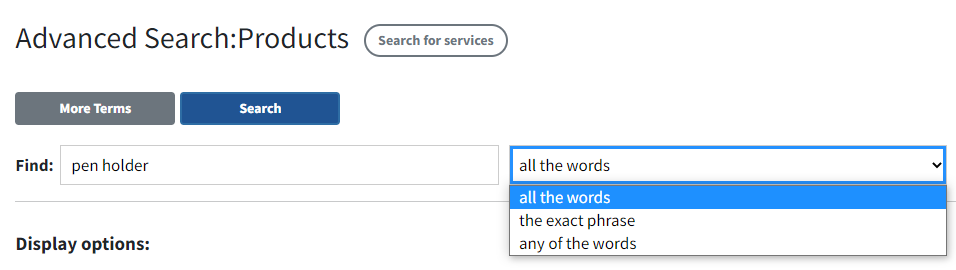 Advanced Search:Products Search for services
More Terms Search
Find: pen holder all the words
all the words
the exact phrase
any of the words
Display options: